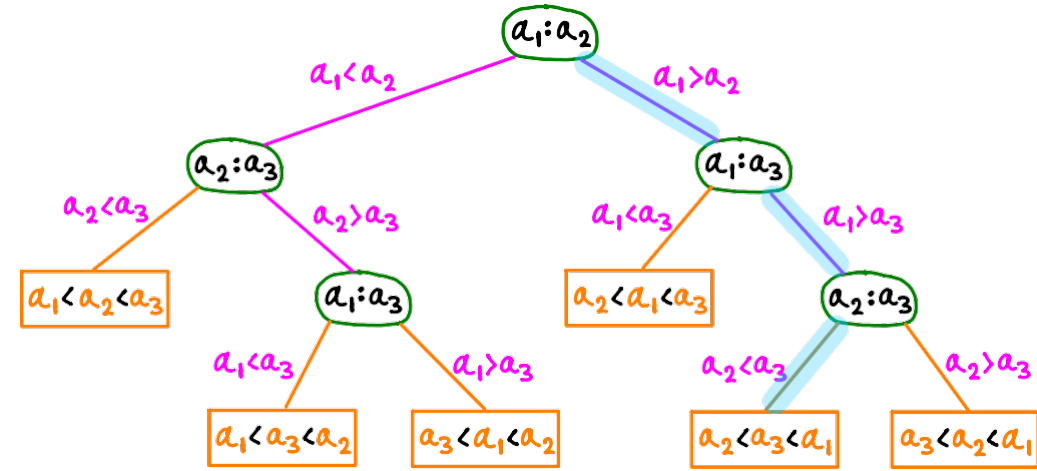 a₁:a₂
a₁<a₂
a₁>a₂
a₂:a₃
a₁:a₃
a₂<a₃
a₂>a₃
a₁<a₃
a₁>a₃
a₁<a₂<a₃
a₁:a₃
a₂<a₁<a₃
a₂:a₃
a₁<a₃
a₁>a₃
a₂<a₃
a₂>a₃
a₁<a₃<a₂
a₃<a₁<a₂
a₂<a₃<a₁
a₃<a₂<a₁